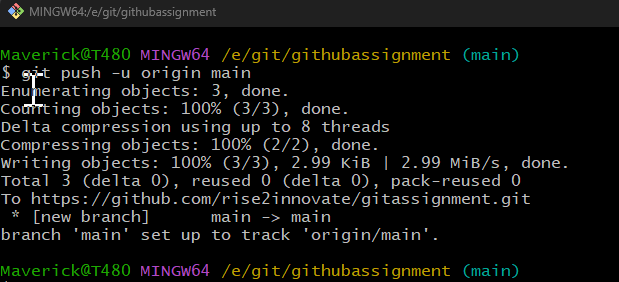 MINGW64:/e/git/githubassignment
Maverick@T480 MINGW64 /e/git/githubassignment (main)
$ git push -u origin main
Enumerating objects: 3, done.
Counting objects: 100% (3/3), done.
Delta compression using up to 8 threads
Compressing objects: 100% (2/2), done.
Writing objects: 100% (3/3), 2.99 KiB | 2.99 MiB/s, done.
Total 3 (delta 0), reused 0 (delta 0), pack-reused 0
To https://github.com/rise2innovate/gitassignment.git
 * [new branch]      main -> main
branch 'main' set up to track 'origin/main'.
Maverick@T480 MINGW64 /e/git/githubassignment (main)